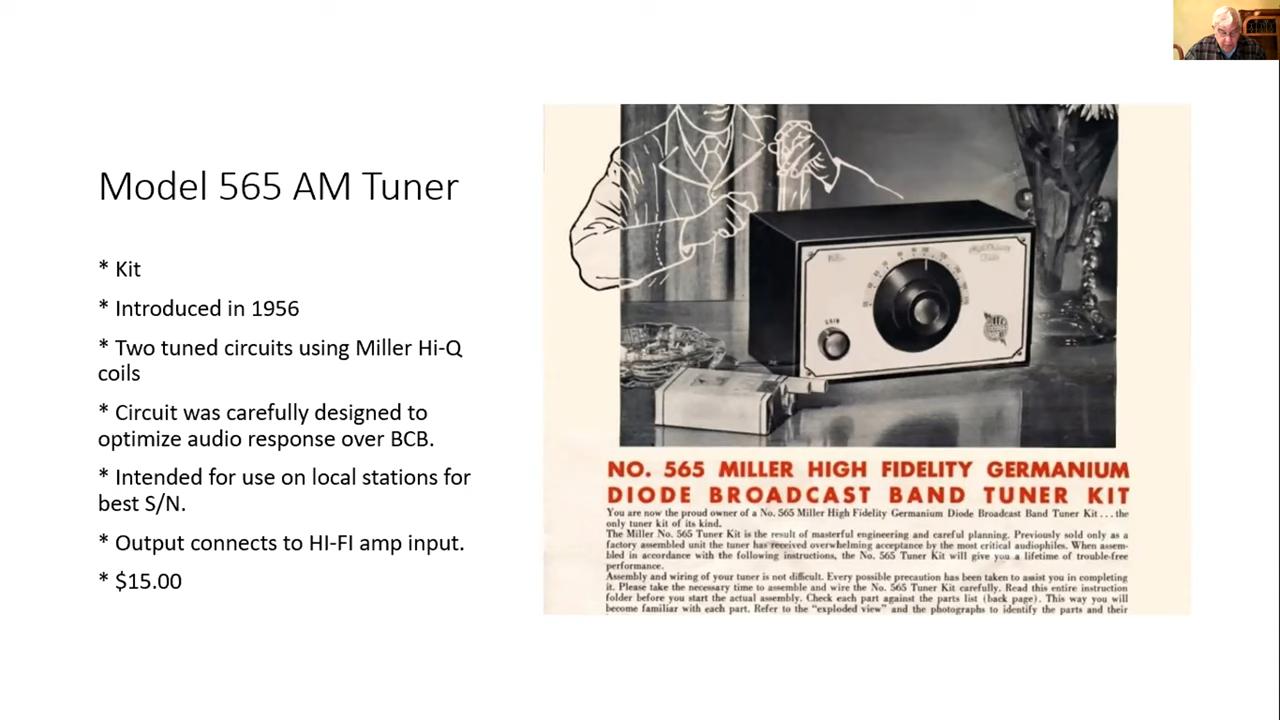 Model 565 AM Tuner
* Kit
* Introduced in 1956
* Two tuned circuits using Miller Hi-Q
coils
* Circuit was carefully designed to
optimize audio response over BCB.
* Intended for use on local stations for
best S/N.
* Output connects to HI-FI amp input.
* $15.00
GAIN
NO. 565 MILLER HIGH FIDELITY GERMANIUM
DIODE BROADCAST BAND TUNER KIT
You are now the proud owner of a No. 565 Miller High Fidelity Germanium Diode Broadcast Band Tuner Kit . . . the
only tuner kit of its kind.
The Miller No. 565 Tuner Kit is the result of masterful engineering and careful planning. Previously sold only as a
factory assembled unit the tuner has received overwhelming acceptance by the most critical audiophiles. When assem-
bled in accordance with the following instructions, the No. 565 Tuner Kit will give you a lifetime of trouble-free
performance.
Assembly and wiring of your tuner is not difficult. Every possible precaution has been taken to assist you in completing
it. Please take the necessary time to assemble and wire the No. 565 Tuner Kit carefully. Read this entire instruction
folder before you start the actual assembly. Check each part against the parts list (back page). This way you will
become familiar with each part. Refer to the "exploded view" and the photographs to identify the parts and their